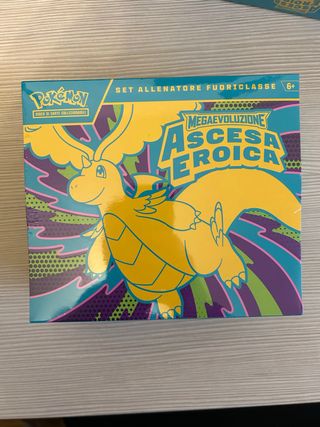 Pokémon
GIOCO DI CARTE COLLEZIONABILI
SET ALLENATORE FUORICLASSE
6+
MEGAEVOLUZIONE
ASCESA
EROICA